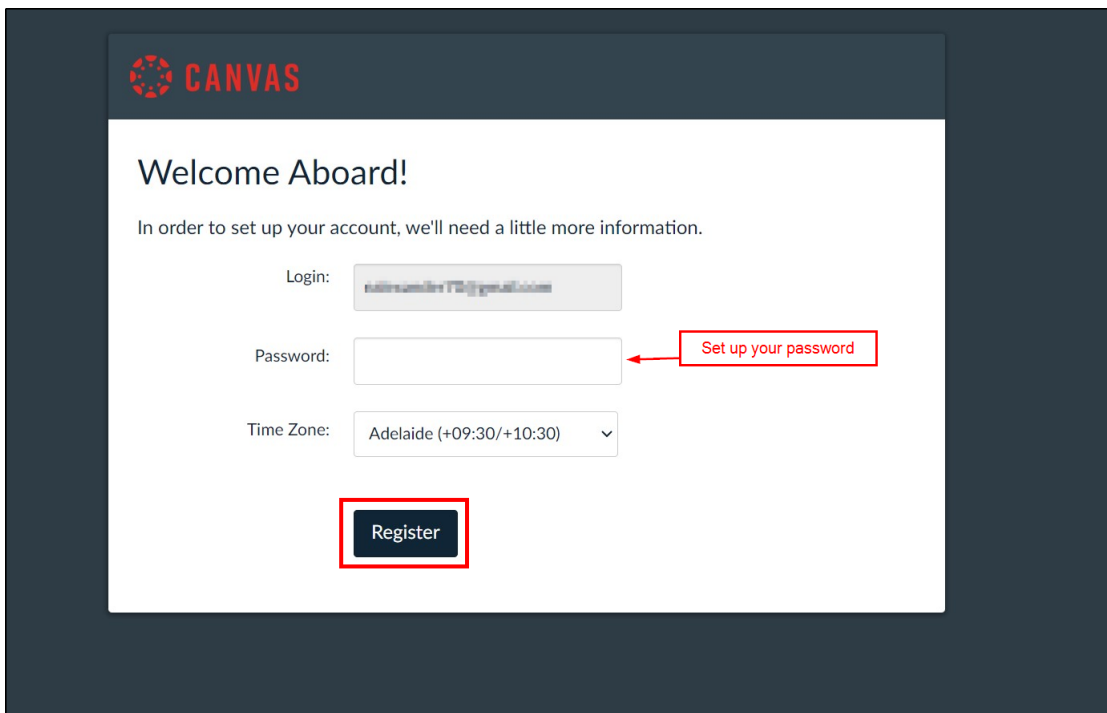 CANVAS
Welcome Aboard!
In order to set up your account, we'll need a little more information.
Login:
Password:
Set up your password
Time Zone:
Adelaide (+09:30/+10:30)
Register